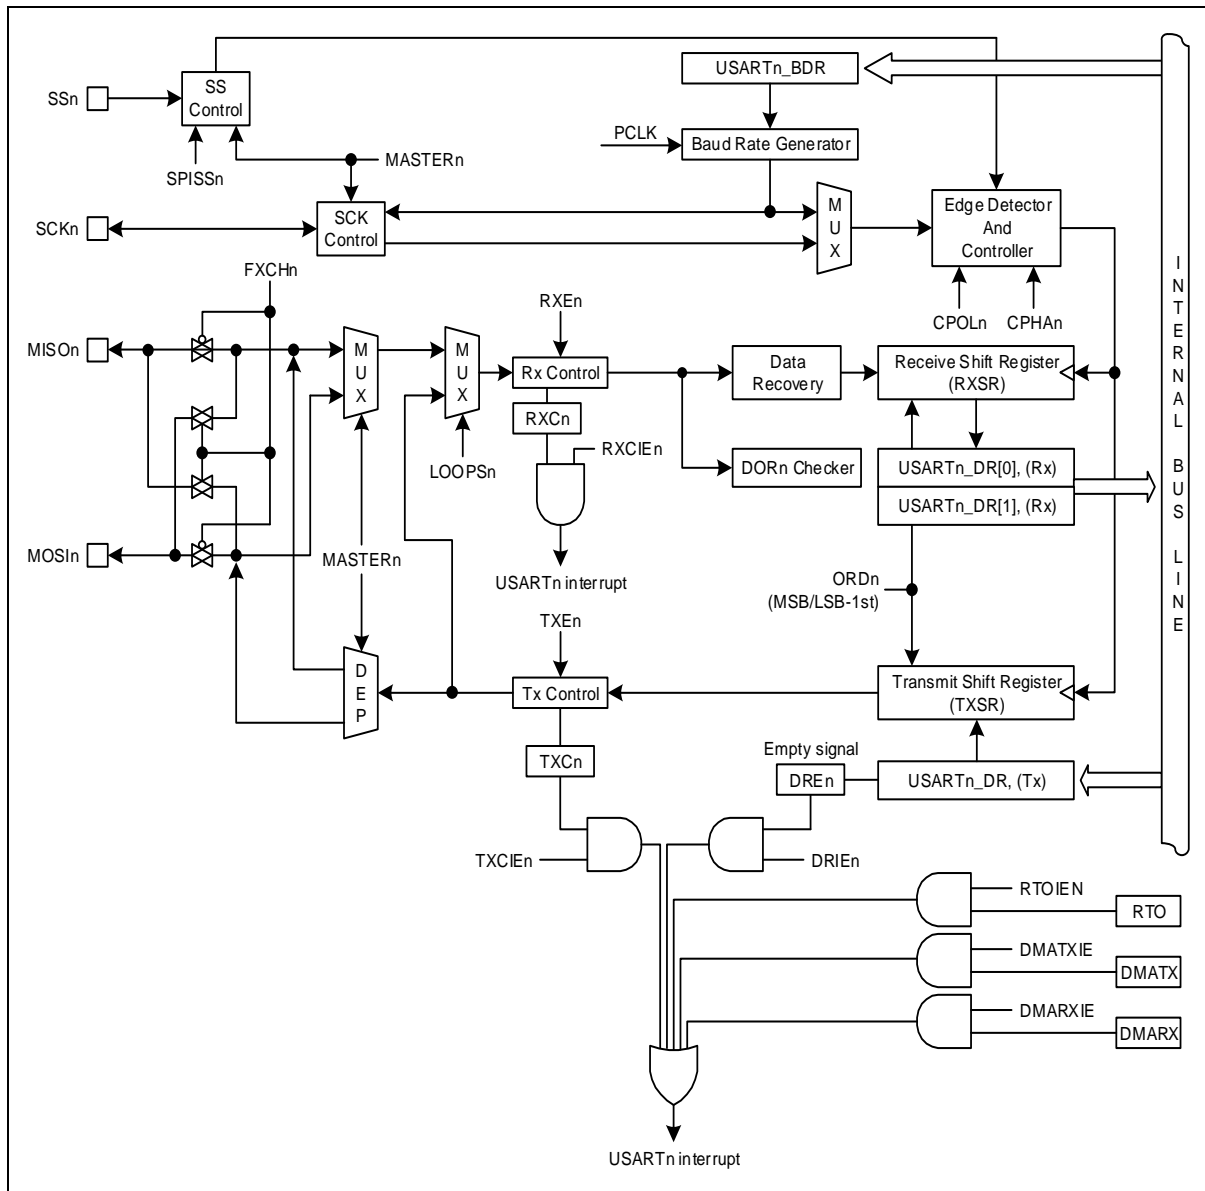 USARTn_BDR
SS
Control
SSn
PCLK
Baud Rate Generator
MASTERn
SPISSn
SCKn
SCK
Control
M
U
X
Edge Detector
And
Controller
FXCHn
RXEn
CPOLn
CPHAn
MISOn
M
U
X
M
U
X
Rx Control
Data
Recovery
Receive Shift Register
(RXSR)
RXCn
LOOPSn
RXCIEn
DORn Checker
USARTn_DR[0], (Rx)
USARTn_DR[1], (Rx)
MOSIn
MASTERn
USARTn interrupt
ORDn
(MSB/LSB-1st)
TXEn
D
E
P
Tx Control
Transmit Shift Register
(TXSR)
TXCn
Empty signal
DREn
USARTn_DR, (Tx)
TXCIEn
DRIEn
RTOIEN
RTO
DMATXIE
DMATX
DMARXIE
DMARX
USARTn interrupt
I
N
T
E
R
N
A
L
B
U
S
L
I
N
E